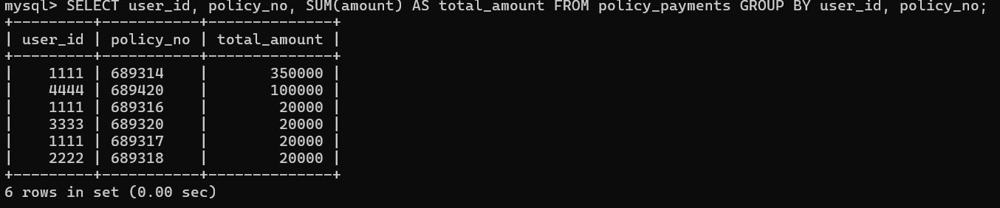 mysql> SELECT user_id, policy_no, SUM(amount) AS total_amount FROM policy_payments GROUP BY user_id, policy_no;
+---------+-----------+--------------+
| user_id | policy_no | total_amount |
+---------+-----------+--------------+
|    1111 | 689314    |       350000 |
|    4444 | 689420    |       100000 |
|    1111 | 689316    |        20000 |
|    3333 | 689320    |        20000 |
|    1111 | 689317    |        20000 |
|    2222 | 689318    |        20000 |
+---------+-----------+--------------+
6 rows in set (0.00 sec)